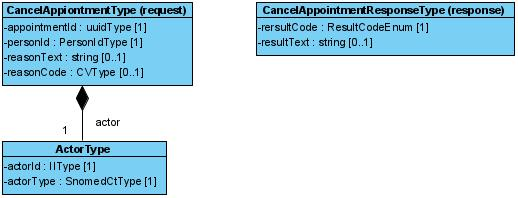 CancelAppiontmentType (request)
-appointmentId : uuidType [1]
-personId : PersonIdType [1]
-reasonText : string [0..1]
-reasonCode : CVType [0..1]
1
actor
ActorType
-actorId : IIType [1]
-actorType : SnomedCtType [1]
CancelAppointmentResponseType (response)
-rersultCode : ResultCodeEnum [1]
-resultText : string [0..1]